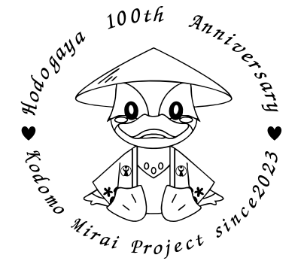 Hodogaya 100th Anniversary
Kodomo Mirai Project since2023